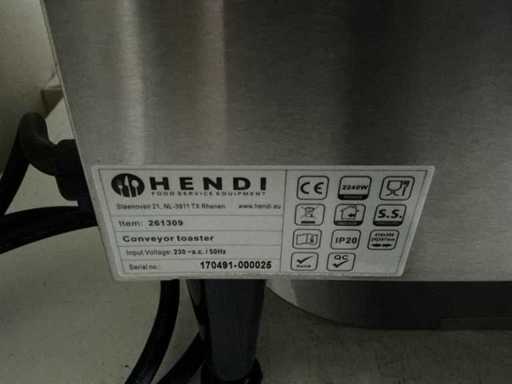 HENDI
FOOD SERVICE EQUIPMENT
Steenoven 21, NL-3911 TX Rhenen www.hendi.eu
Item: 261309
Conveyor toaster
Input Voltage: 230 ~a.c. / 50Hz
Serial no.: 170491-000025
CE
2240W
S.S.
IP20
QC